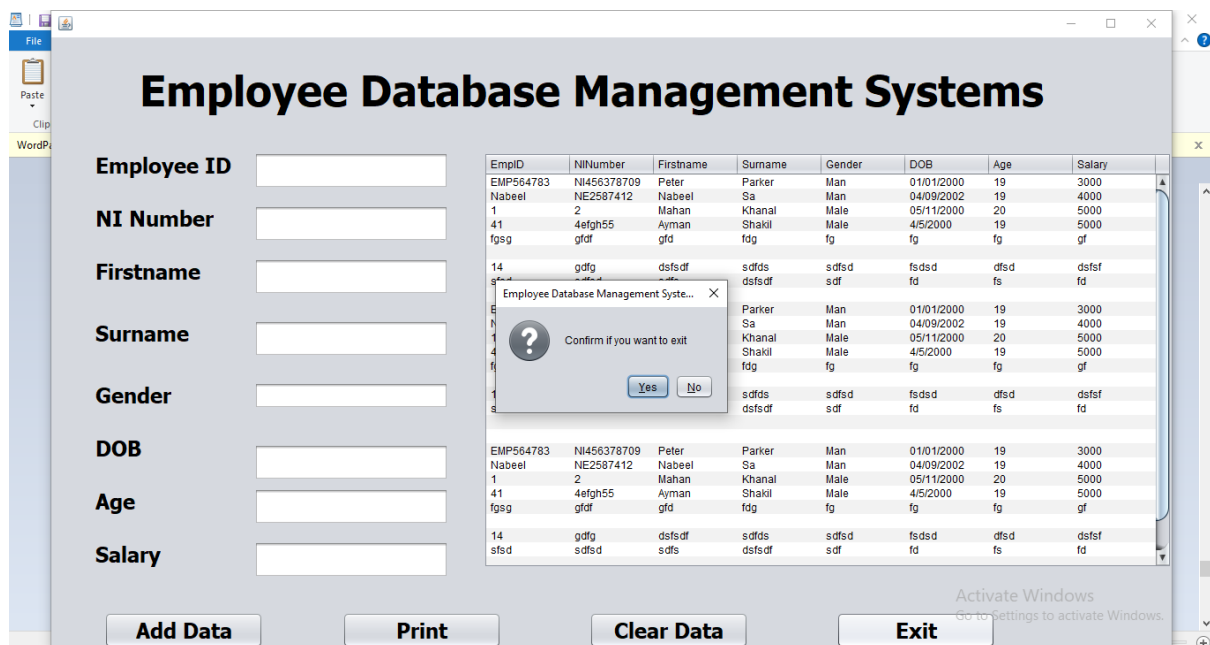 File
Paste
Clip
WordPa
Employee Database Management Systems
Employee ID
NI Number
Firstname
Surname
Gender
DOB
Age
Salary
EmpID NINumber Firstname Surname Gender DOB Age Salary
EMP564783 NI456378709 Peter Parker Man 01/01/2000 19 3000
Nabeel NE2587412 Nabeel Sa Man 04/09/2002 19 4000
1 2 Mahan Khanal Male 05/11/2000 20 5000
41 4efgh55 Ayman Shakil Male 4/5/2000 19 5000
fgsg gfdf gfd fdg fg fg fg gf
14 gdfg dsfsdf sdfds sdfsd fsdsd dfsd dsfsf
dsfsdf sdf fd fs fd
Parker Man 01/01/2000 19 3000
Sa Man 04/09/2002 19 4000
Khanal Male 05/11/2000 20 5000
Shakil Male 4/5/2000 19 5000
fdg fg fg fg gf
sdfds sdfsd fsdsd dfsd dsfsf
dsfsdf sdf fd fs fd
EMP564783 NI456378709 Peter Parker Man 01/01/2000 19 3000
Nabeel NE2587412 Nabeel Sa Man 04/09/2002 19 4000
1 2 Mahan Khanal Male 05/11/2000 20 5000
41 4efgh55 Ayman Shakil Male 4/5/2000 19 5000
fgsg gfdf gfd fdg fg fg fg gf
14 gdfg dsfsdf sdfds sdfsd fsdsd dfsd dsfsf
sfsd sdfsd sdfs dsfsdf sdf fd fs fd
Employee Database Management Syste...
Confirm if you want to exit
Yes No
Activate Windows
Go to Settings to activate Windows.
Add Data Print Clear Data Exit